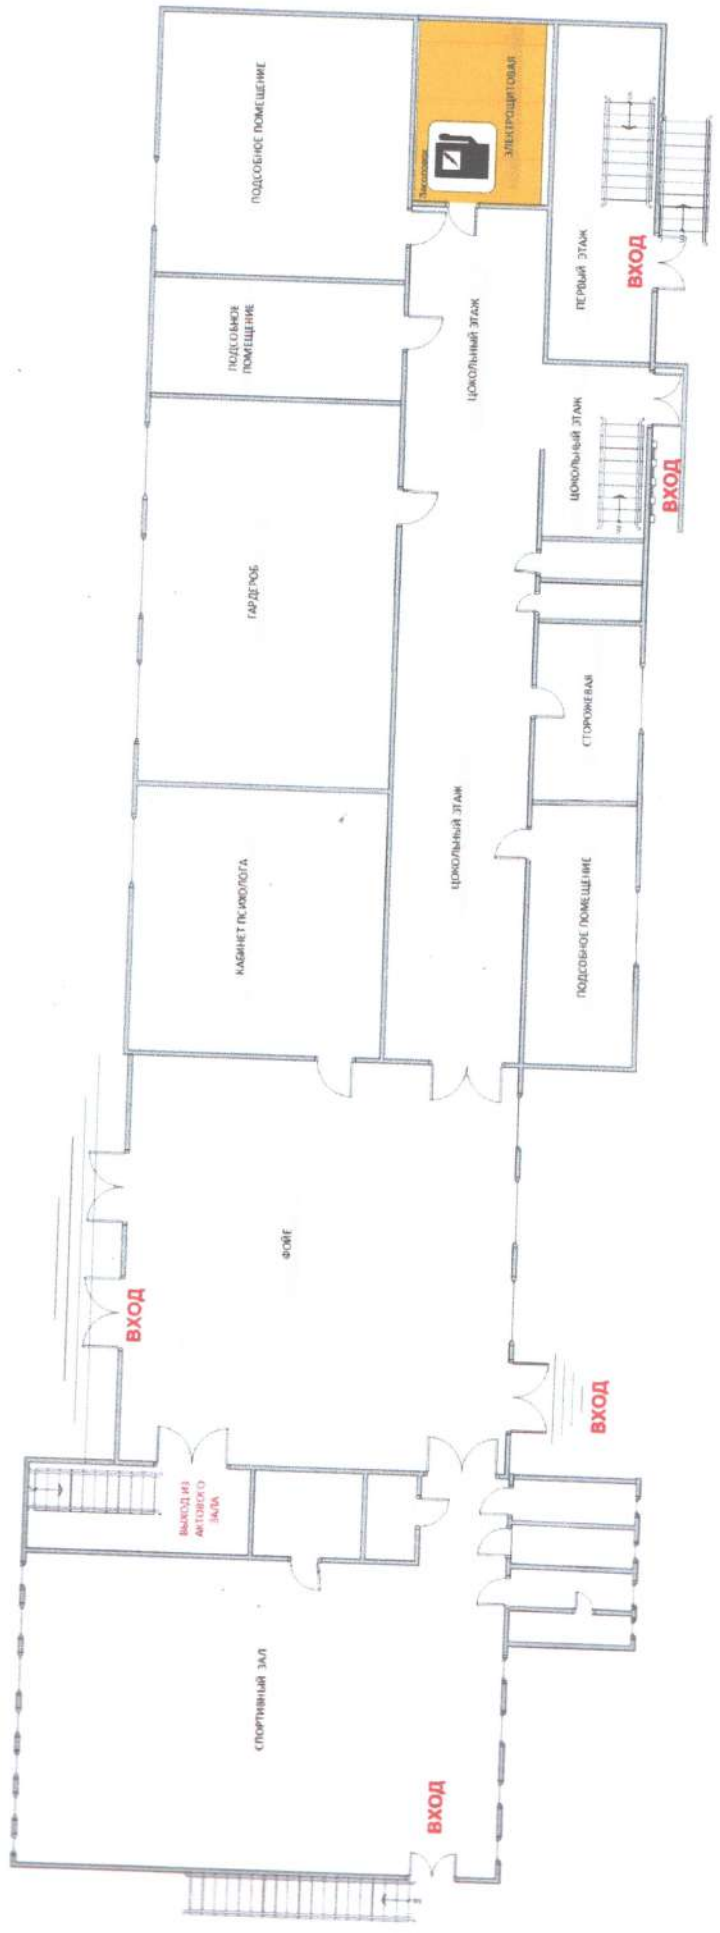 ПОДСОБНОЕ ПОМЕЩЕНИЕ
ЭЛЕКТРОЩИТОВАЯ
ПОДСОБНОЕ
ПОМЕЩЕНИЕ
ЦОКОЛЬНЫЙ ЭТАЖ
ПЕРВЫЙ ЭТАЖ
ВХОД
ЦОКОЛЬНЫЙ ЭТАЖ
ВХОД
ГАРДЕРОБ
СТОРОЖЕВАЯ
КАБИНЕТ ПСИХОЛОГА
ЦОКОЛЬНЫЙ ЭТАЖ
ПОДСОБНОЕ ПОМЕЩЕНИЕ
ФОЙЕ
ВХОД
ВХОД
ВЫХОД ИЗ
АКТОВОГО
ЗАЛА
СПОРТИВНЫЙ ЗАЛ
ВХОД